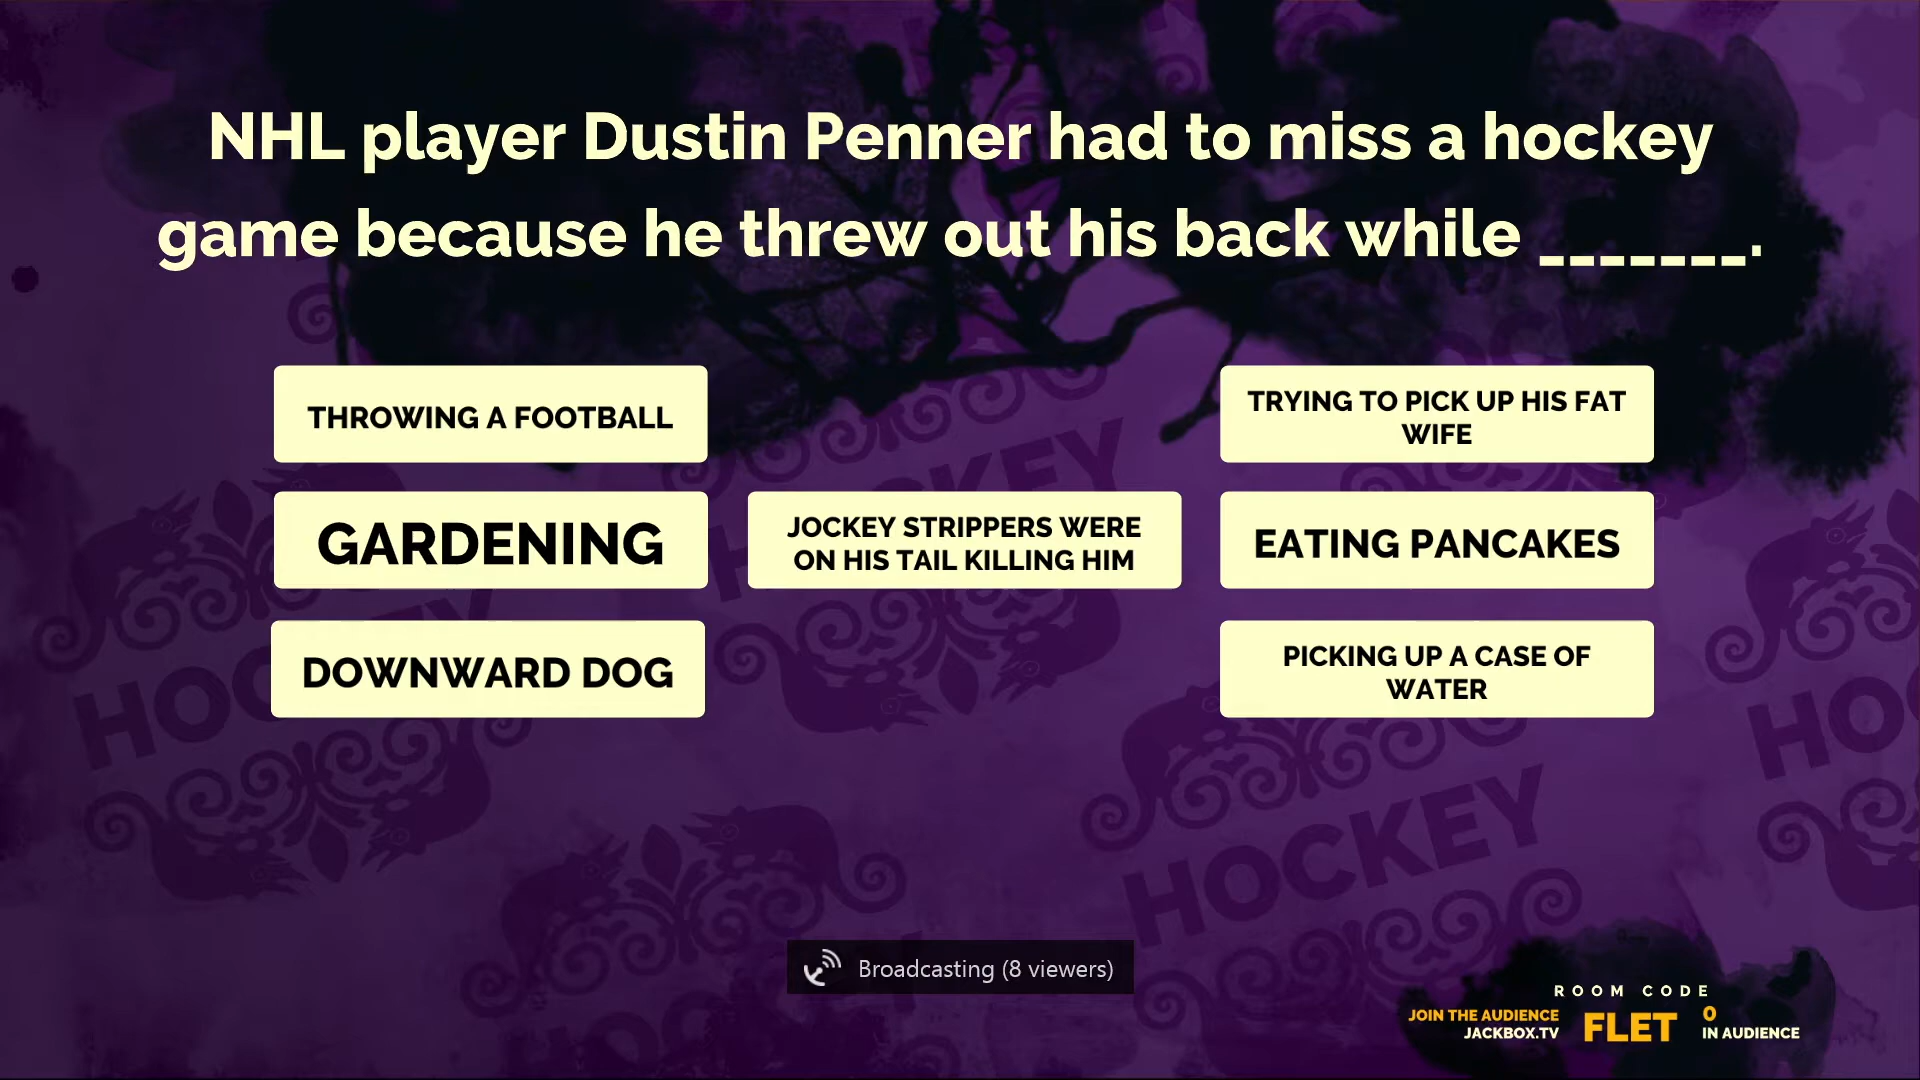 NHL player Dustin Penner had to miss a hockey
game because he threw out his back while _______.
THROWING A FOOTBALL
TRYING TO PICK UP HIS FAT
WIFE
GARDENING
JOCKEY STRIPPERS WERE
ON HIS TAIL KILLING HIM
EATING PANCAKES
DOWNWARD DOG
PICKING UP A CASE OF
WATER
HOCKEY
HOCKEY
HOCKEY
Broadcasting (8 viewers)
ROOM CODE
JOIN THE AUDIENCE
JACKBOX.TV
FLET
0
IN AUDIENCE